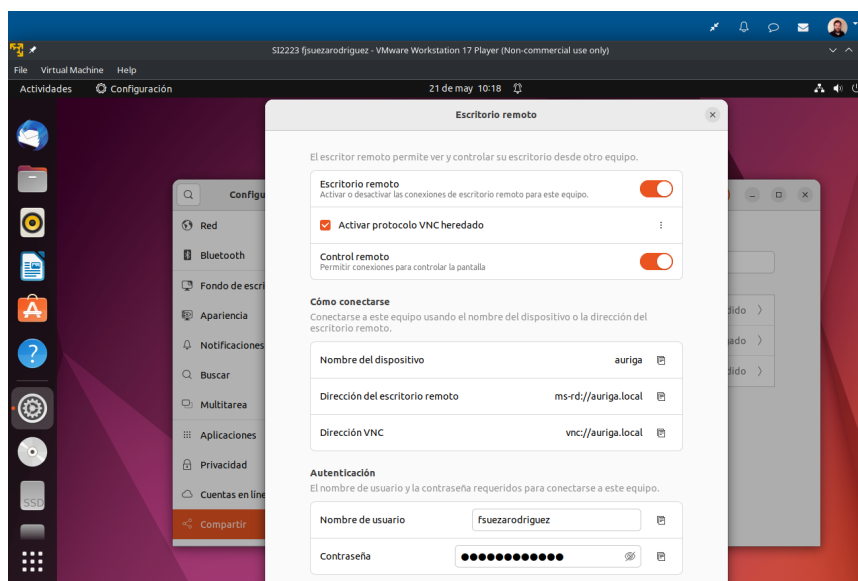 SI2223 fjsuezarodriguez - VMware Workstation 17 Player (Non-commercial use only)
File Virtual Machine Help
Actividades Configuración 21 de may 10:18
Escritorio remoto
El escritor remoto permite ver y controlar su escritorio desde otro equipo.
Escritorio remoto
Activar o desactivar las conexiones de escritorio remoto para este equipo.
Activar protocolo VNC heredado
Control remoto
Permitir conexiones para controlar la pantalla
Cómo conectarse
Conectarse a este equipo usando el nombre del dispositivo o la dirección del
escritorio remoto.
Nombre del dispositivo auriga
Dirección del escritorio remoto ms-rd://auriga.local
Dirección VNC vnc://auriga.local
Autenticación
El nombre de usuario y la contraseña requeridos para conectarse a este equipo.
Nombre de usuario fsuezarodriguez
Contraseña
Configu
Red
Bluetooth
Fondo de escri
Apariencia
Notificaciones
Buscar
Multitarea
Aplicaciones
Privacidad
Cuentas en líne
Compartir
dido
ado
dido
SSD